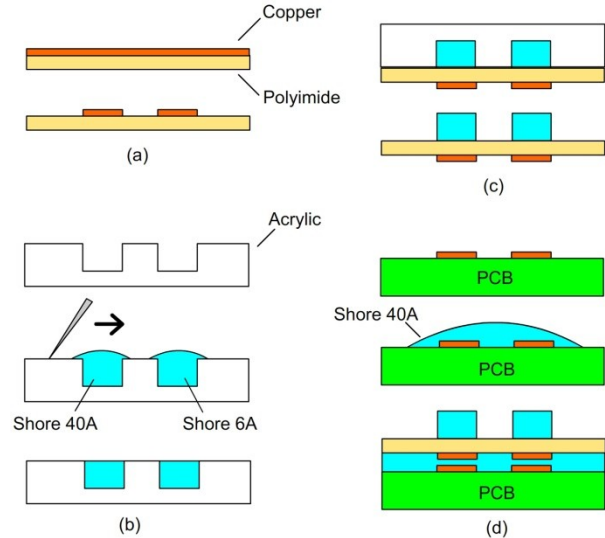 Copper
Polyimide
(a)
Acrylic
Shore 40A
Shore 6A
(b)
(c)
PCB
Shore 40A
PCB
PCB
(d)